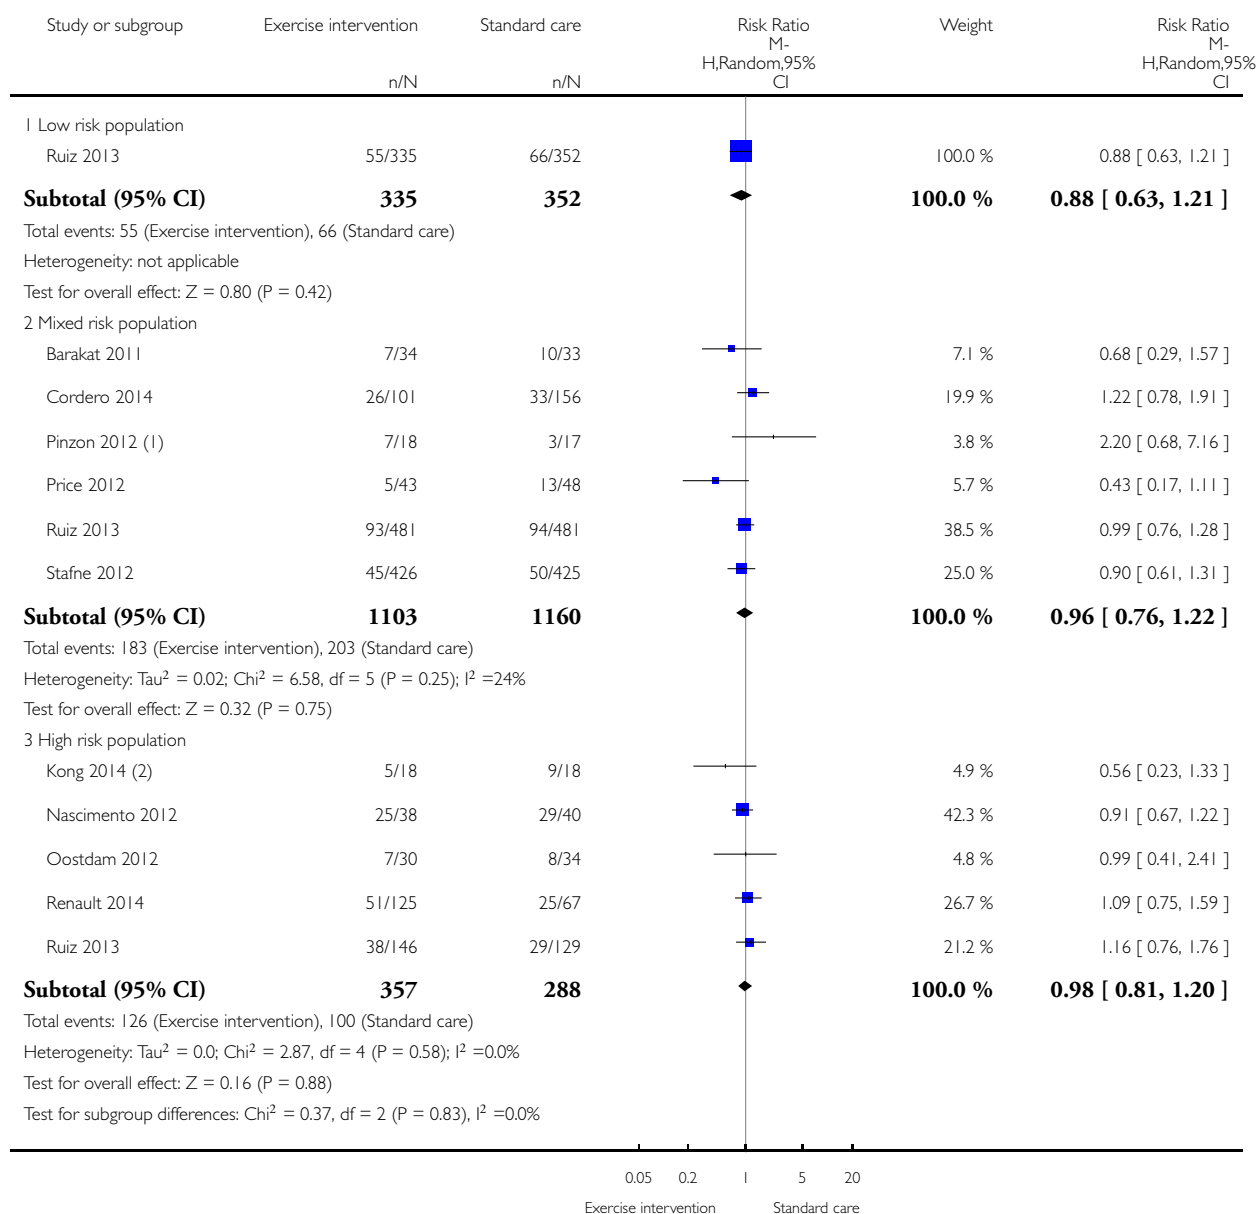 Study or subgroup Exercise intervention Standard care Risk Ratio Weight Risk Ratio
M- M-
H,Random,95% H,Random,95%
n/N n/N CI CI
1 Low risk population
Ruiz 2013 55/335 66/352 100.0 % 0.88 [ 0.63, 1.21 ]
Subtotal (95% CI) 335 352 100.0 % 0.88 [ 0.63, 1.21 ]
Total events: 55 (Exercise intervention), 66 (Standard care)
Heterogeneity: not applicable
Test for overall effect: Z = 0.80 (P = 0.42)
2 Mixed risk population
Barakat 2011 7/34 10/33 7.1 % 0.68 [ 0.29, 1.57 ]
Cordero 2014 26/101 33/156 19.9 % 1.22 [ 0.78, 1.91 ]
Pinzon 2012 (1) 7/18 3/17 3.8 % 2.20 [ 0.68, 7.16 ]
Price 2012 5/43 13/48 5.7 % 0.43 [ 0.17, 1.11 ]
Ruiz 2013 93/481 94/481 38.5 % 0.99 [ 0.76, 1.28 ]
Stafne 2012 45/426 50/425 25.0 % 0.90 [ 0.61, 1.31 ]
Subtotal (95% CI) 1103 1160 100.0 % 0.96 [ 0.76, 1.22 ]
Total events: 183 (Exercise intervention), 203 (Standard care)
Heterogeneity: Tau² = 0.02; Chi² = 6.58, df = 5 (P = 0.25); I² =24%
Test for overall effect: Z = 0.32 (P = 0.75)
3 High risk population
Kong 2014 (2) 5/18 9/18 4.9 % 0.56 [ 0.23, 1.33 ]
Nascimento 2012 25/38 29/40 42.3 % 0.91 [ 0.67, 1.22 ]
Oostdam 2012 7/30 8/34 4.8 % 0.99 [ 0.41, 2.41 ]
Renault 2014 51/125 25/67 26.7 % 1.09 [ 0.75, 1.59 ]
Ruiz 2013 38/146 29/129 21.2 % 1.16 [ 0.76, 1.76 ]
Subtotal (95% CI) 357 288 100.0 % 0.98 [ 0.81, 1.20 ]
Total events: 126 (Exercise intervention), 100 (Standard care)
Heterogeneity: Tau² = 0.0; Chi² = 2.87, df = 4 (P = 0.58); I² =0.0%
Test for overall effect: Z = 0.16 (P = 0.88)
Test for subgroup differences: Chi² = 0.37, df = 2 (P = 0.83), I² =0.0%
0.05 0.2 1 5 20
Exercise intervention Standard care